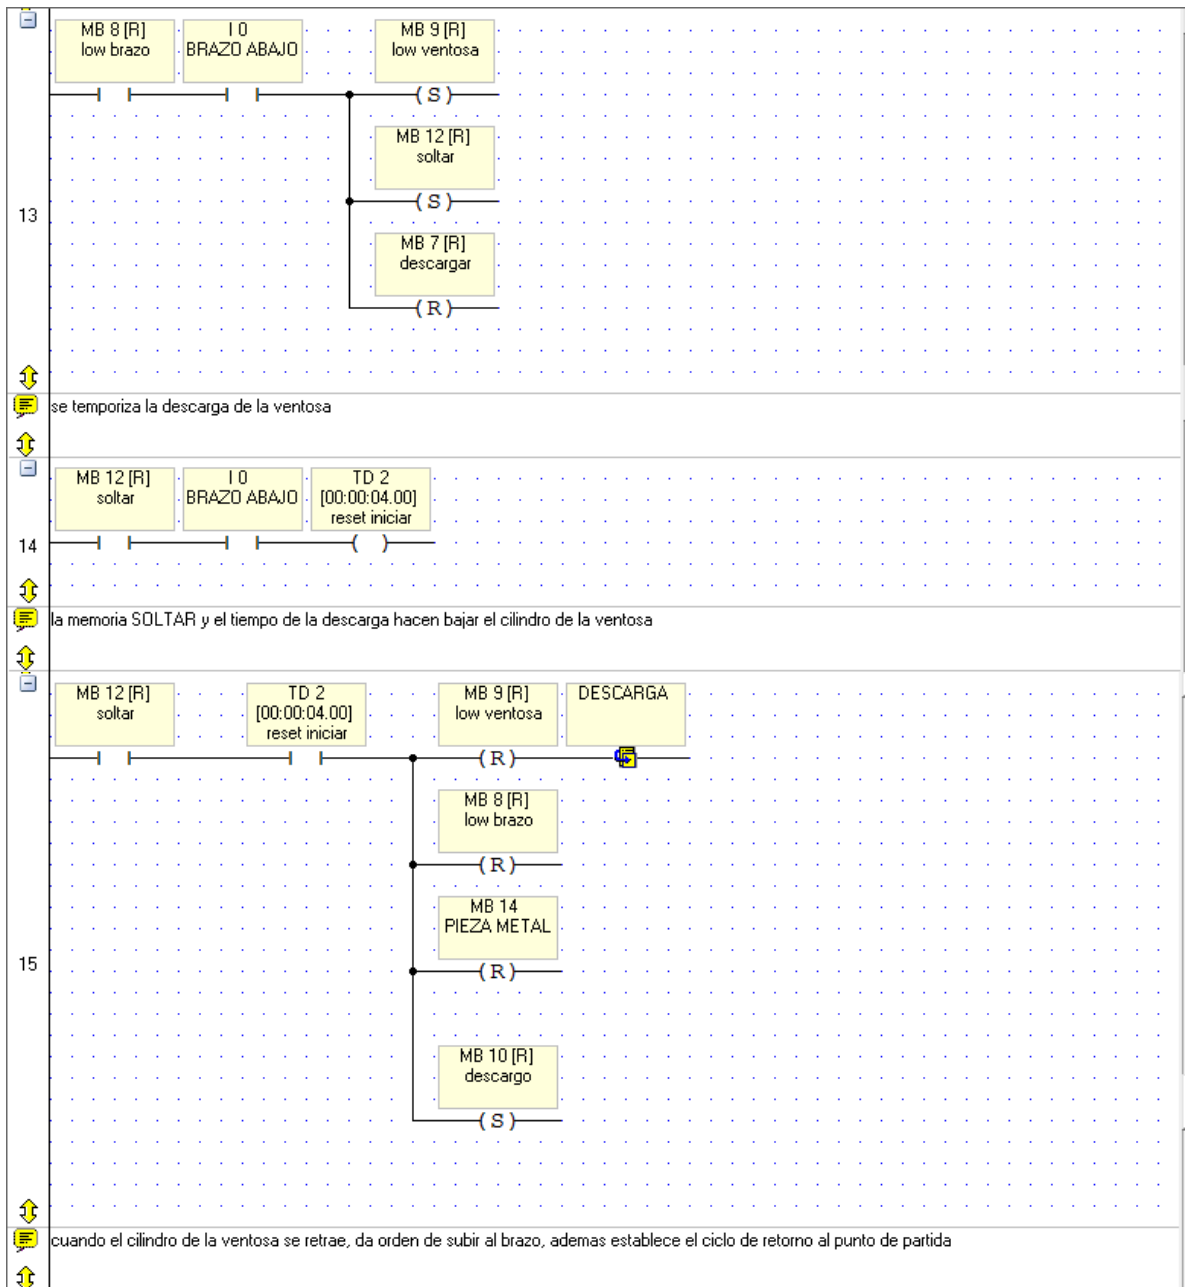 MB 8 [R] I 0 MB 9 [R]
low brazo BRAZO ABAJO low ventosa
( S )
MB 12 [R]
soltar
( S )
13
MB 7 [R]
descargar
( R )
se temporiza la descarga de la ventosa
MB 12 [R] I 0 TD 2
soltar BRAZO ABAJO [00:00:04.00]
reset iniciar
14
( )
la memoria SOLTAR y el tiempo de la descarga hacen bajar el cilindro de la ventosa
MB 12 [R] TD 2 MB 9 [R] DESCARGA
soltar [00:00:04.00] low ventosa
reset iniciar
( R )
MB 8 [R]
low brazo
( R )
MB 14
PIEZA METAL
15
( R )
MB 10 [R]
descargo
( S )
cuando el cilindro de la ventosa se retrae, da orden de subir al brazo, ademas establece el ciclo de retorno al punto de partida